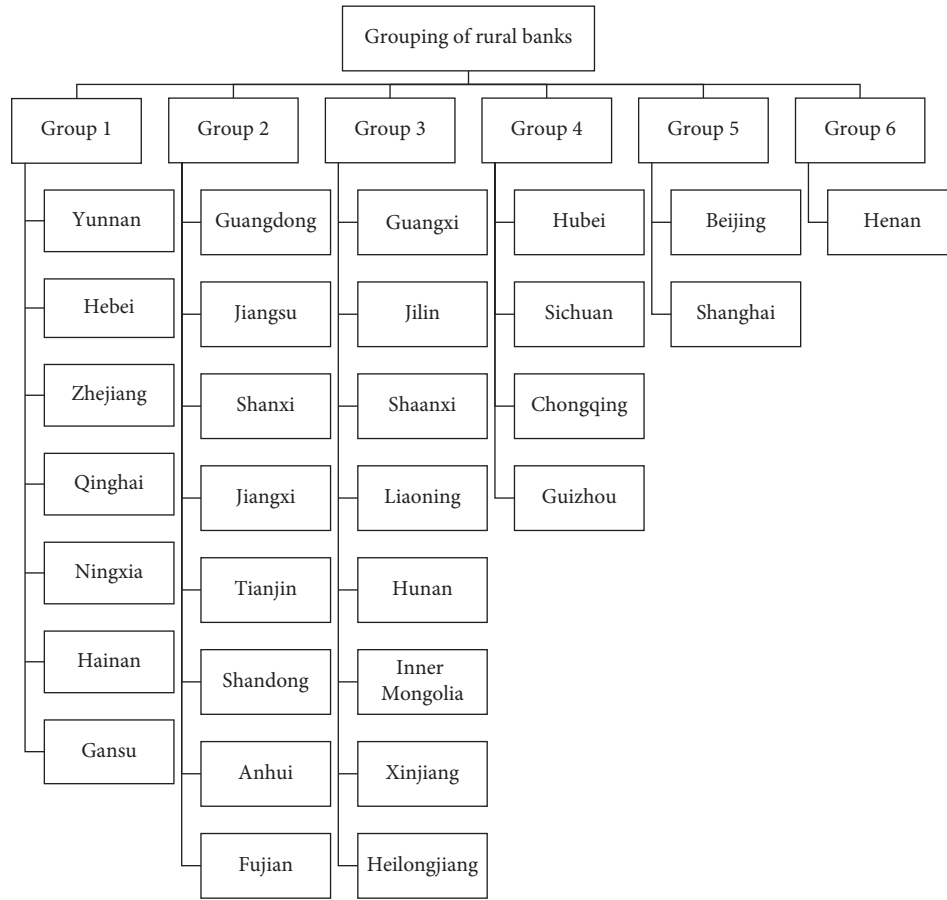 Grouping of rural banks
Group 1
Group 2
Group 3
Group 4
Group 5
Group 6
Yunnan
Hebei
Zhejiang
Qinghai
Ningxia
Hainan
Gansu
Guangdong
Jiangsu
Shanxi
Jiangxi
Tianjin
Shandong
Anhui
Fujian
Guangxi
Jilin
Shaanxi
Liaoning
Hunan
Inner
Mongolia
Xinjiang
Heilongjiang
Hubei
Sichuan
Chongqing
Guizhou
Beijing
Shanghai
Henan